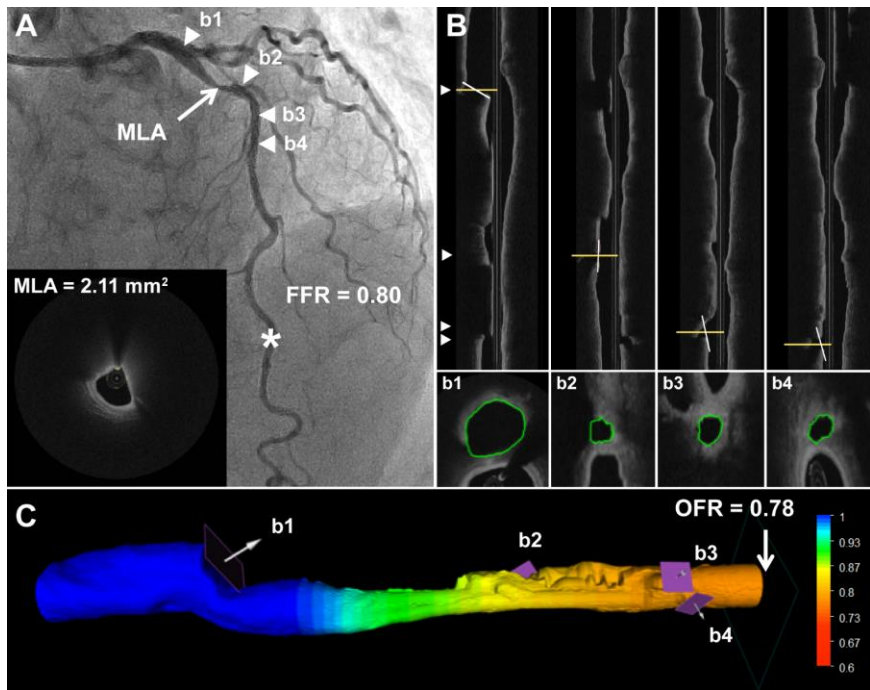 A
b1
b2
MLA
b3
b4
MLA = 2.11 mm²
FFR = 0.80
*
B
b1
b2
b3
b4
C
b1
b2
b3
b4
OFR = 0.78
1
0.93
0.87
0.8
0.73
0.67
0.6